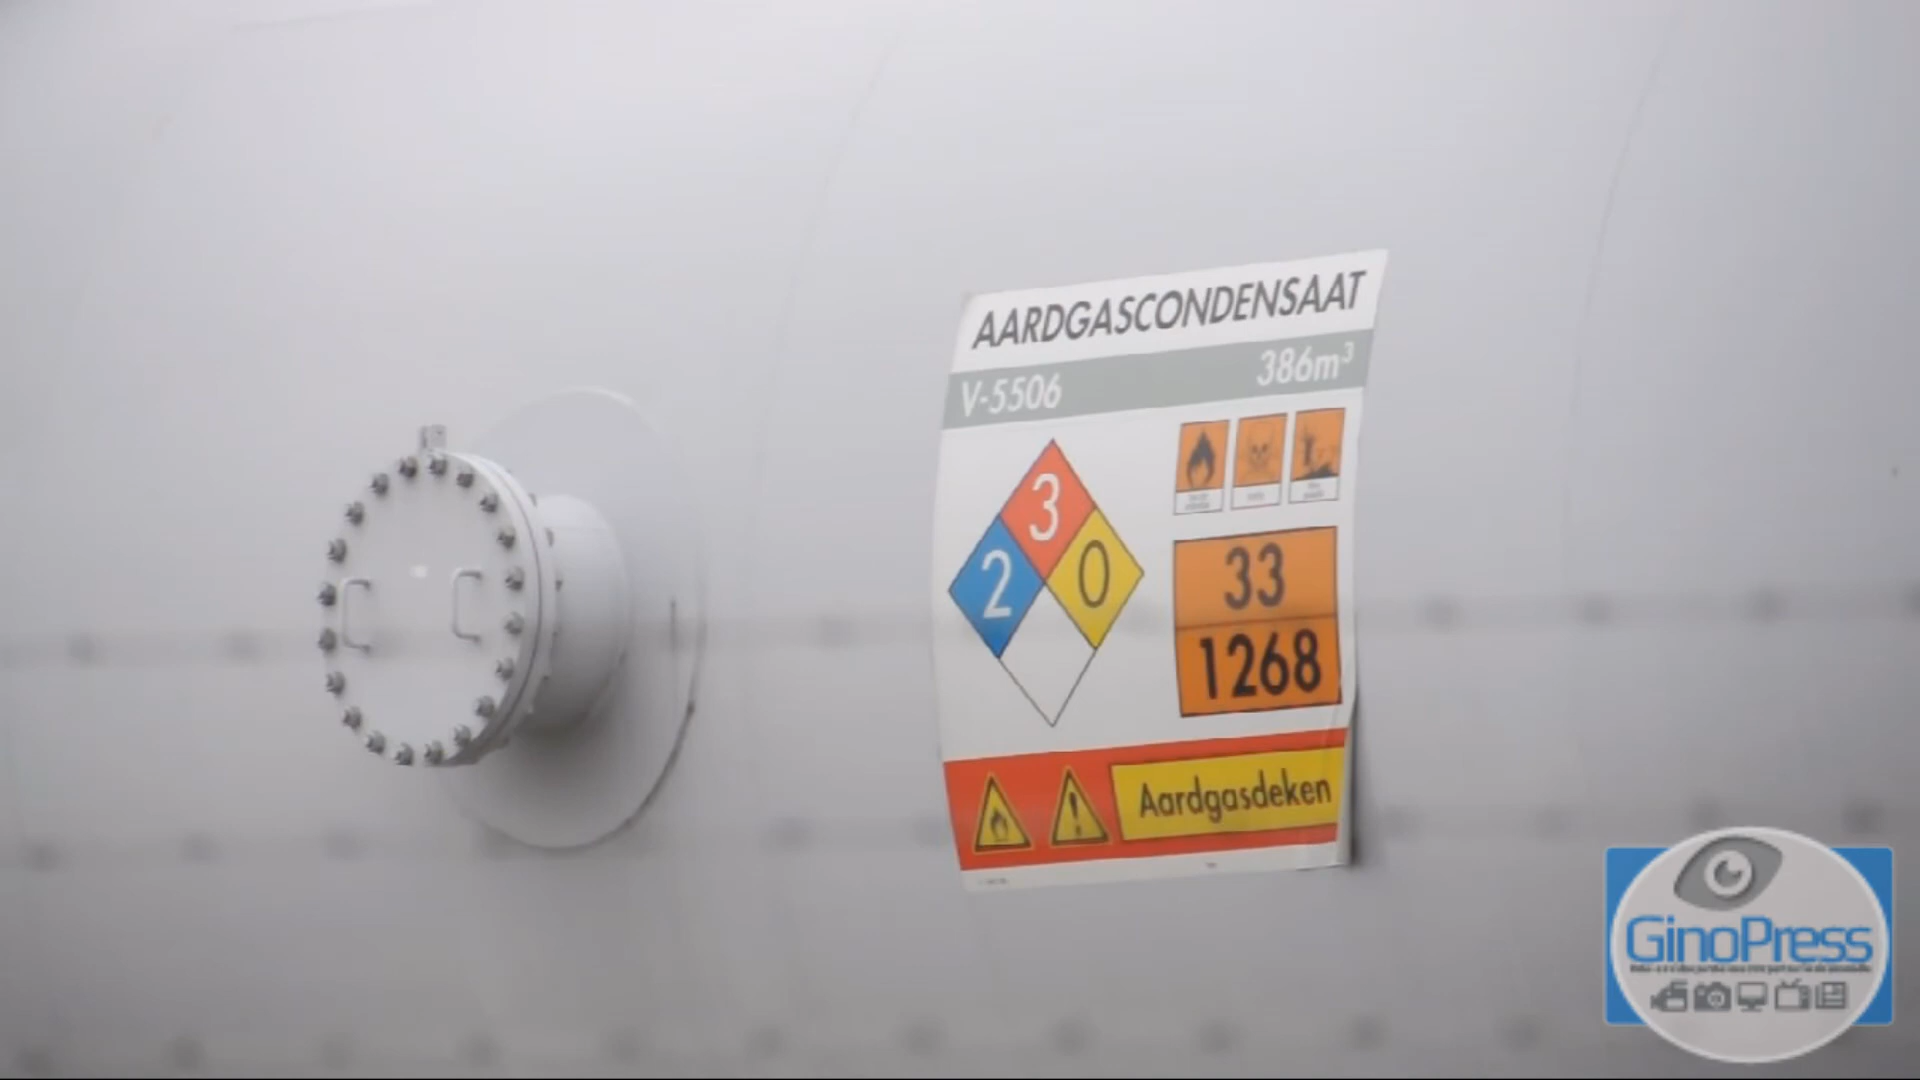 AARDGASCONDENSAAT
V-5506 386m³
3
2 0
33
1268
Aardgasdeken
GinoPress